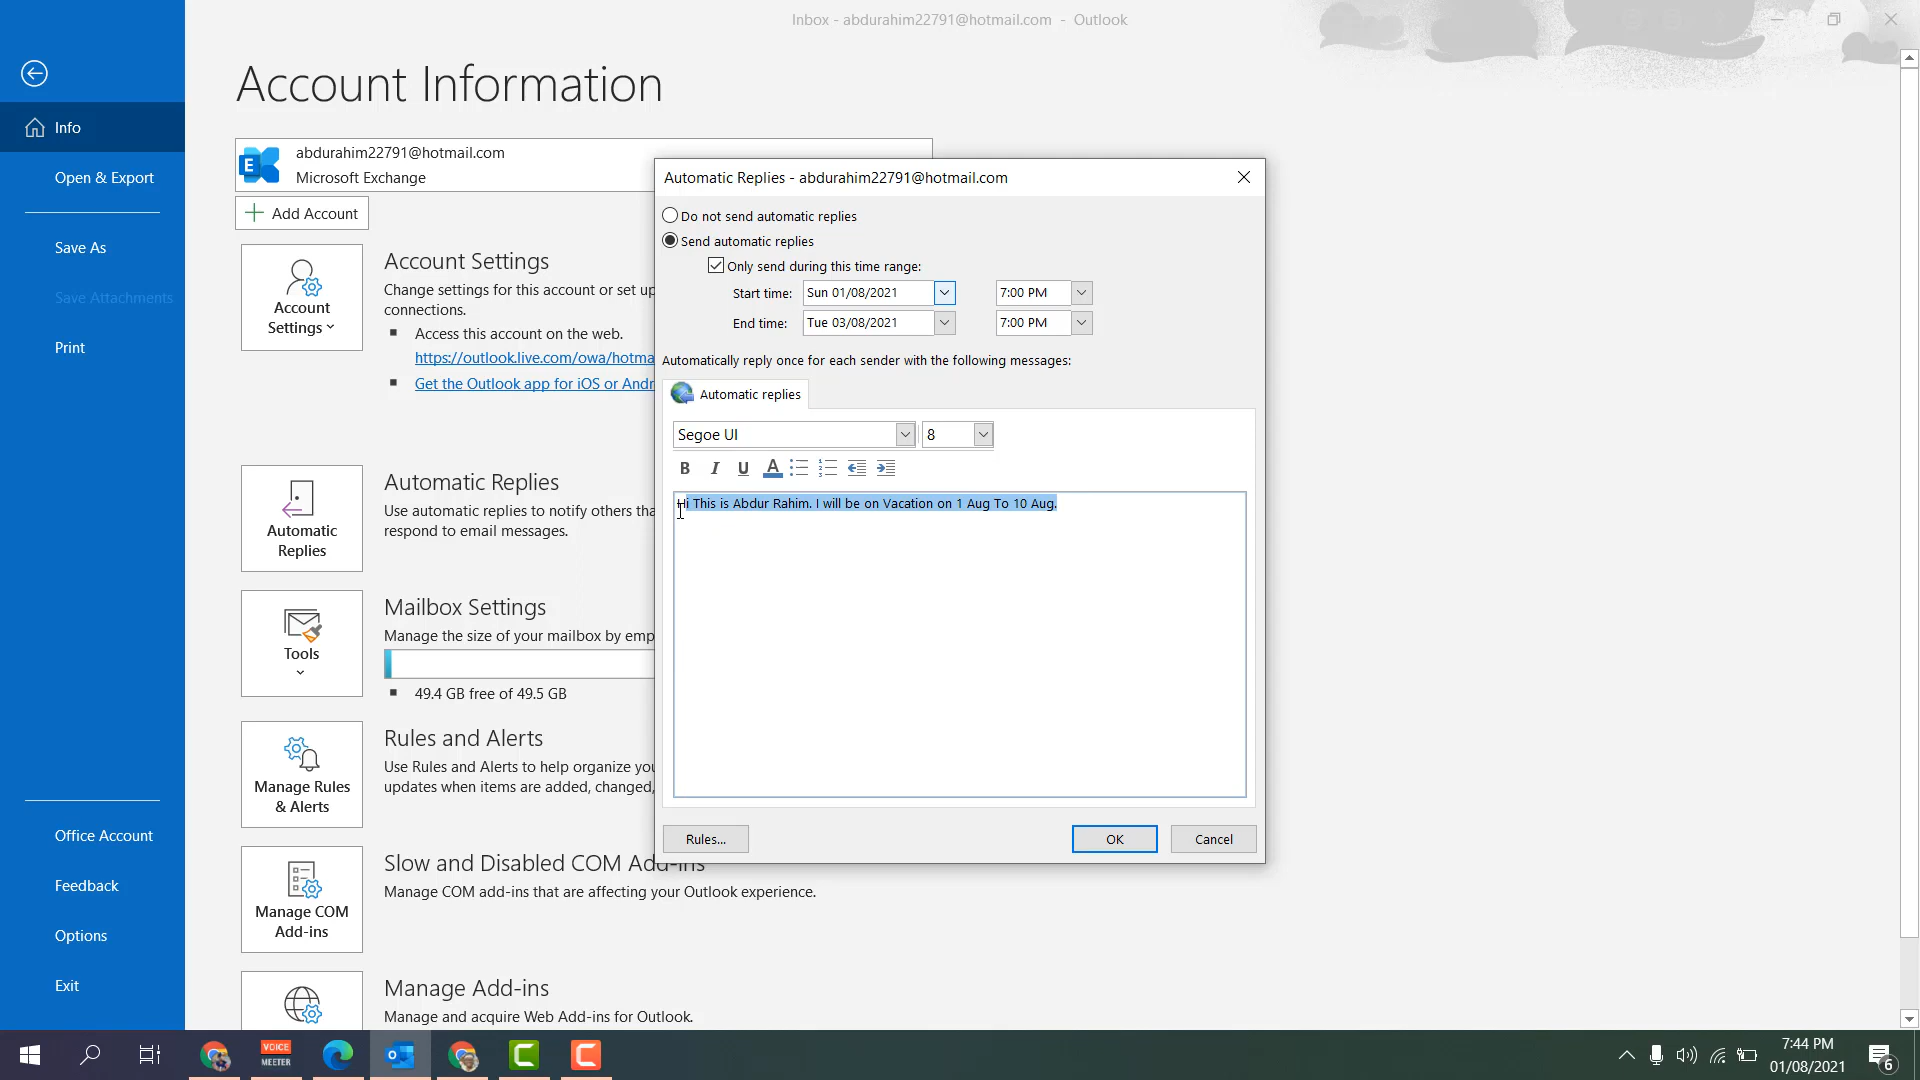 Inbox - abdurahim22791@hotmail.com - Outlook
Account Information
Info
Open & Export
Save As
Save Attachments
Print
Office Account
Feedback
Options
Exit
abdurahim22791@hotmail.com
Microsoft Exchange
Add Account
Account Settings
Account Settings
Change settings for this account or set up
connections.
Access this account on the web.
https://outlook.live.com/owa/hotma
Get the Outlook app for iOS or Andr
Automatic Replies
Automatic Replies
Use automatic replies to notify others tha
respond to email messages.
Tools
Mailbox Settings
Manage the size of your mailbox by emp
49.4 GB free of 49.5 GB
Manage Rules & Alerts
Rules and Alerts
Use Rules and Alerts to help organize you
updates when items are added, changed,
Manage COM Add-ins
Slow and Disabled COM Add-ins
Manage COM add-ins that are affecting your Outlook experience.
Manage Add-ins
Manage and acquire Web Add-ins for Outlook.
Automatic Replies - abdurahim22791@hotmail.com
Do not send automatic replies
Send automatic replies
Only send during this time range:
Start time: Sun 01/08/2021 7:00 PM
End time: Tue 03/08/2021 7:00 PM
Automatically reply once for each sender with the following messages:
Automatic replies
Segoe UI 8
B I U A
Hi This is Abdur Rahim. I will be on Vacation on 1 Aug To 10 Aug.
Rules... OK Cancel
VOICE
MEETER
7:44 PM
01/08/2021
6